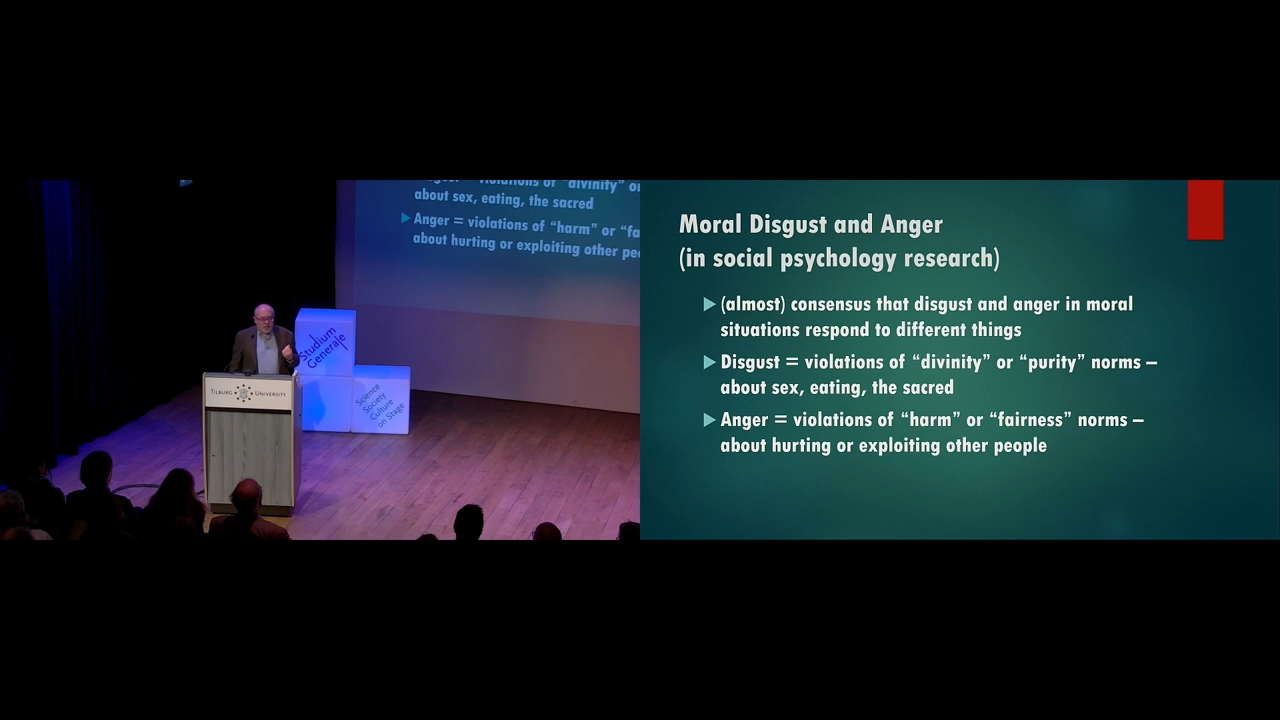 "divinity" or
about sex, eating, the sacred
Anger = violations of "harm" or
about hurting or exploiting other
Studium
Generale
Science
Society
Culture
on Stage
TILBURG UNIVERSITY
Moral Disgust and Anger
(in social psychology research)
(almost) consensus that disgust and anger in moral
situations respond to different things
Disgust = violations of "divinity" or "purity" norms –
about sex, eating, the sacred
Anger = violations of "harm" or "fairness" norms –
about hurting or exploiting other people